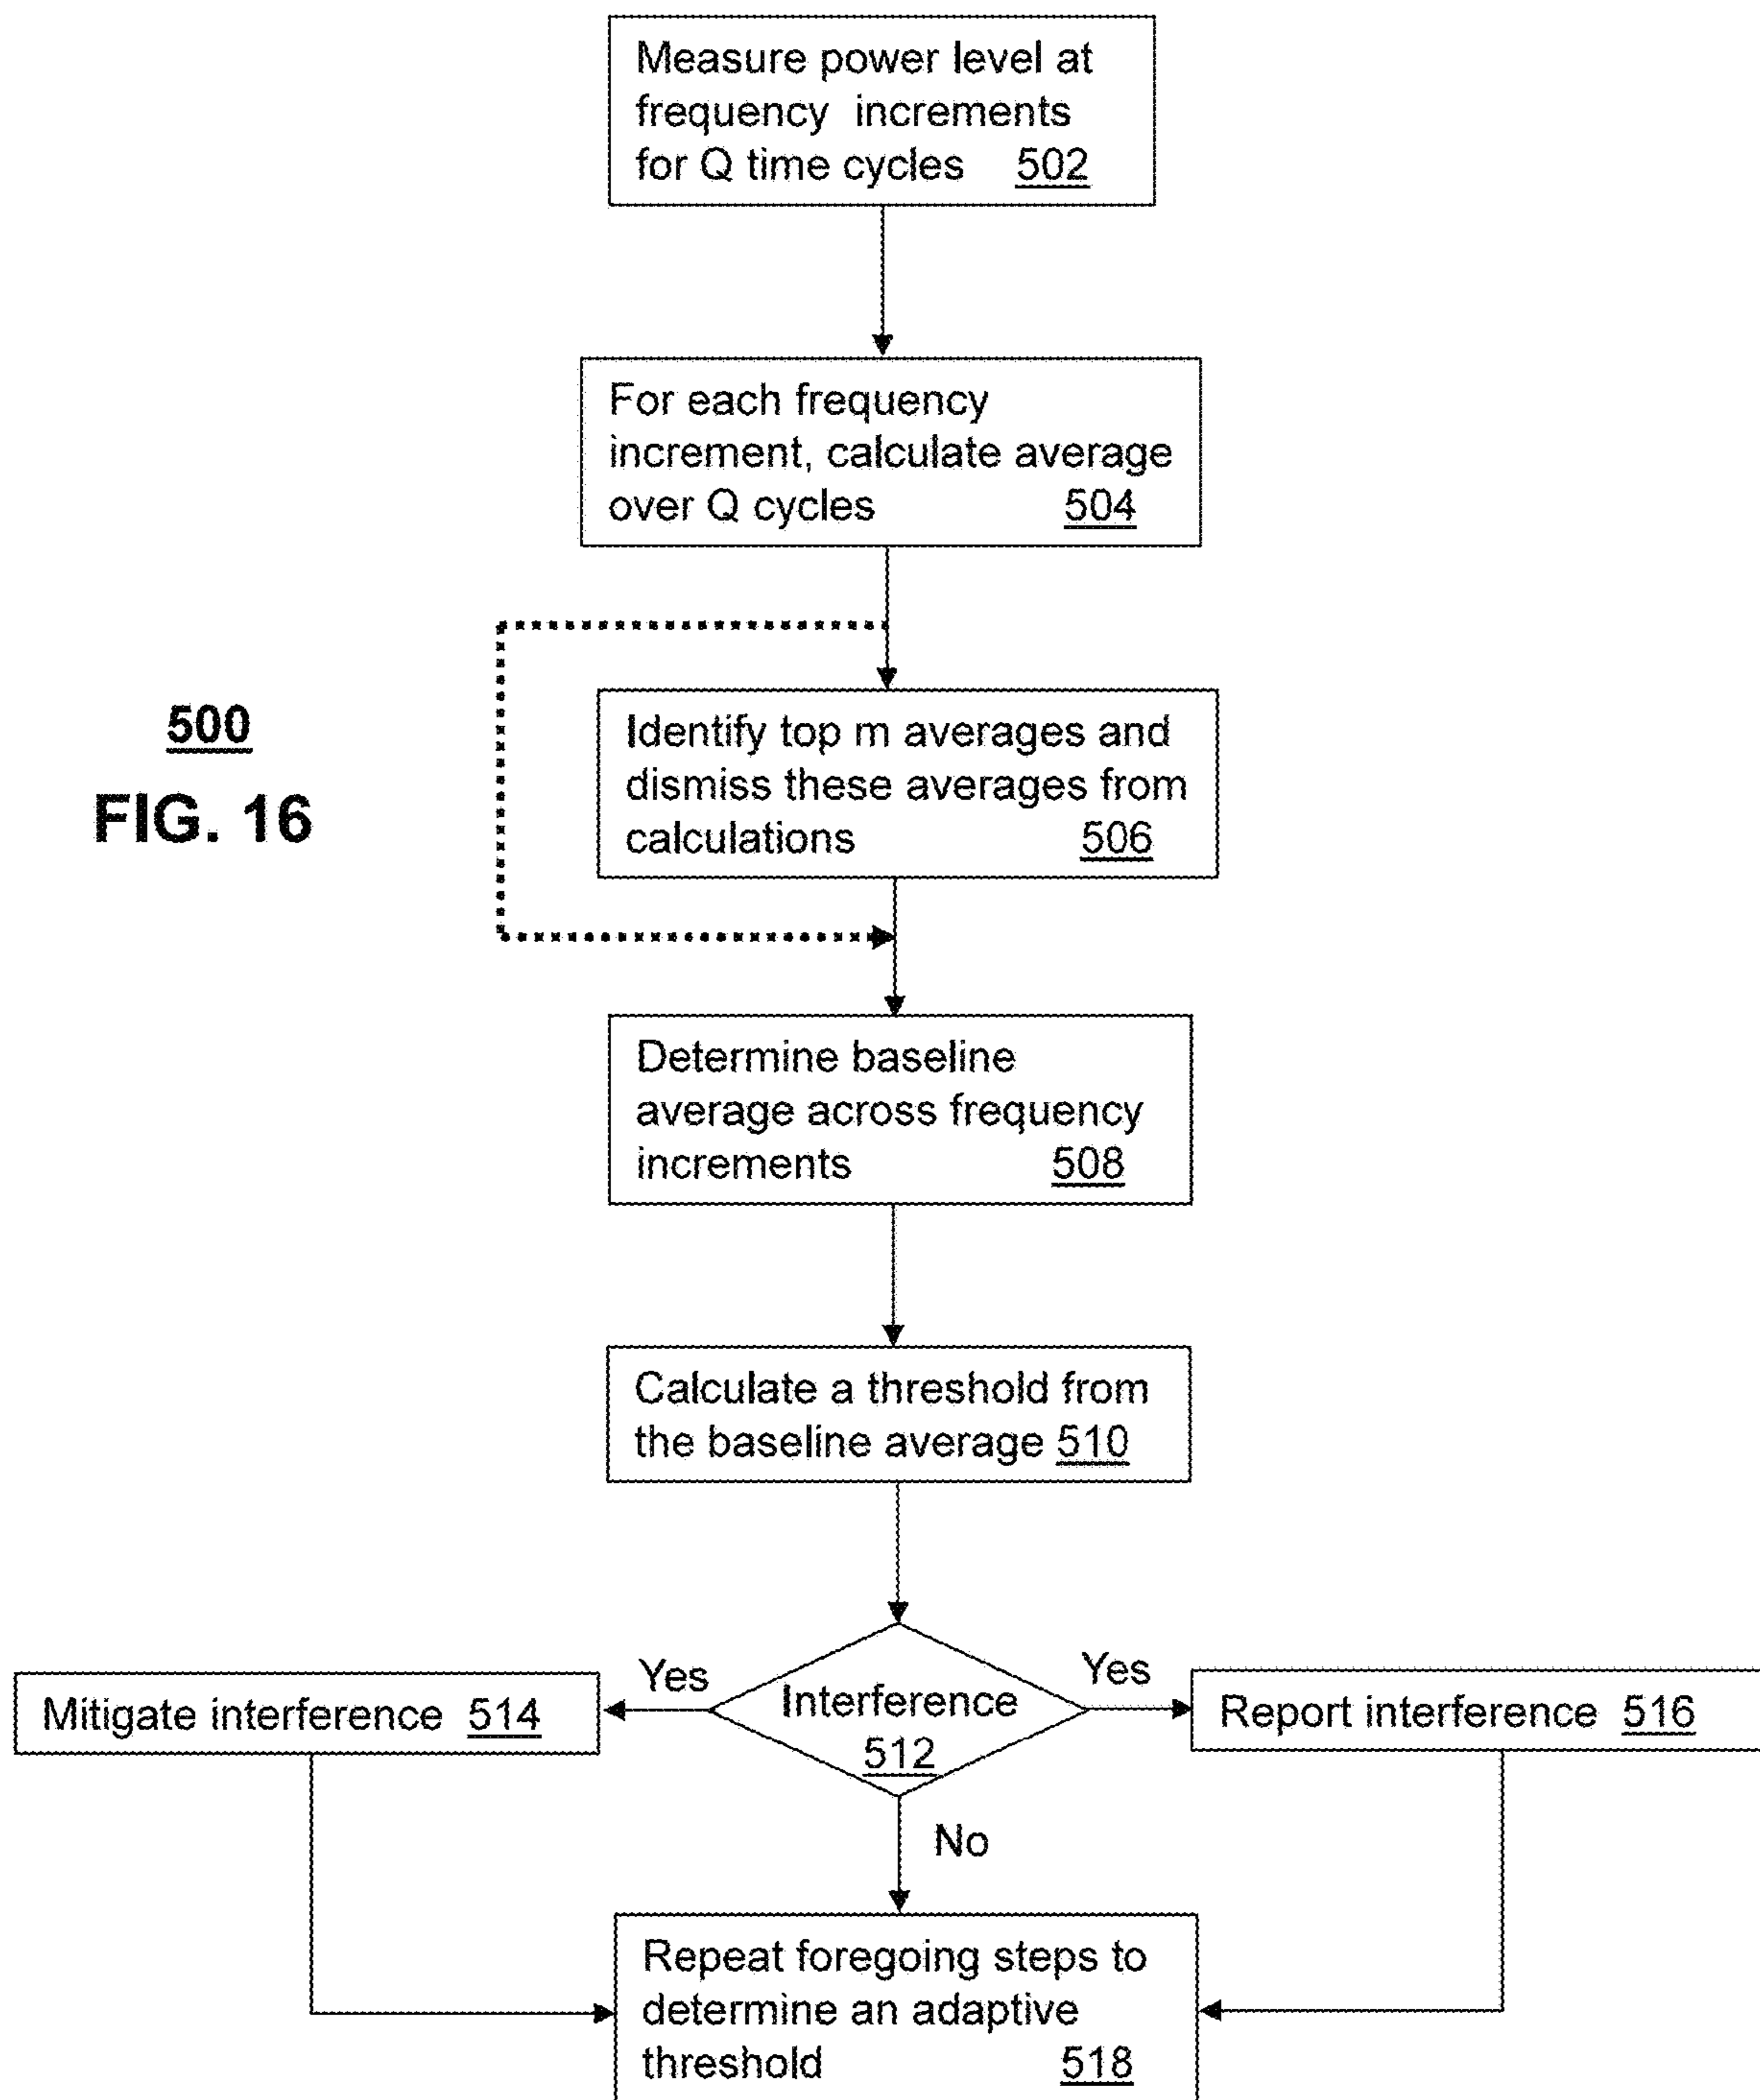 Measure power level at
frequency increments
for Q time cycles 502
For each frequency
increment, calculate average
over Q cycles 504
500
FIG. 16
Identify top m averages and
dismiss these averages from
calculations 506
Determine baseline
average across frequency
increments 508
Calculate a threshold from
the baseline average 510
Yes
Yes
Mitigate interference 514
Interference
512
Report interference 516
No
Repeat foregoing steps to
determine an adaptive
threshold 518